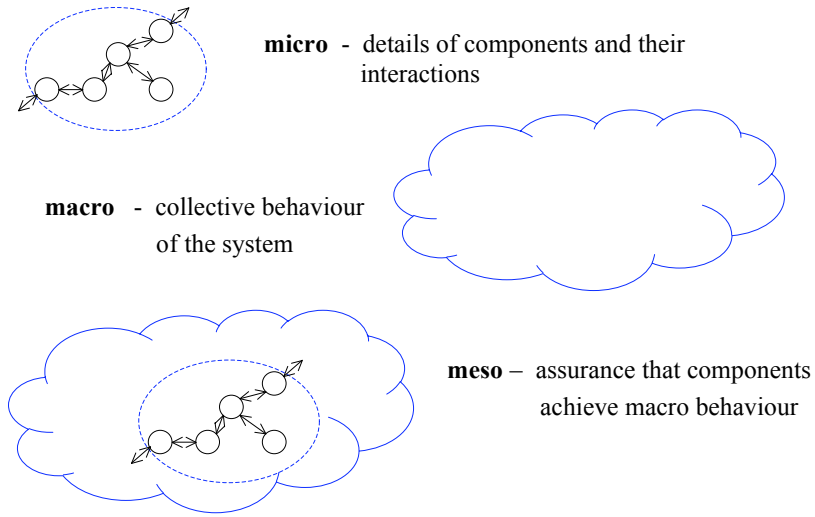 micro - details of components and their
interactions
macro - collective behaviour
of the system
meso – assurance that components
achieve macro behaviour